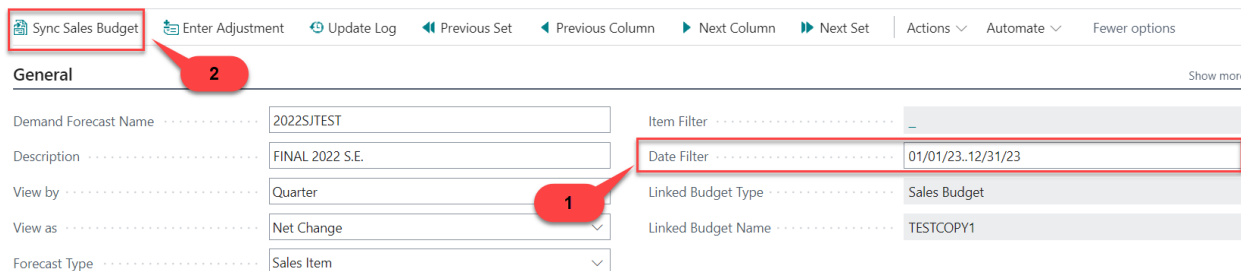 Sync Sales Budget Enter Adjustment Update Log Previous Set Previous Column Next Column Next Set Actions Automate Fewer options
General 2 Show more
Demand Forecast Name 2022SJTEST Item Filter _
Description FINAL 2022 S.E. Date Filter 01/01/23..12/31/23
View by Quarter 1 Linked Budget Type Sales Budget
View as Net Change Linked Budget Name TESTCOPY1
Forecast Type Sales Item